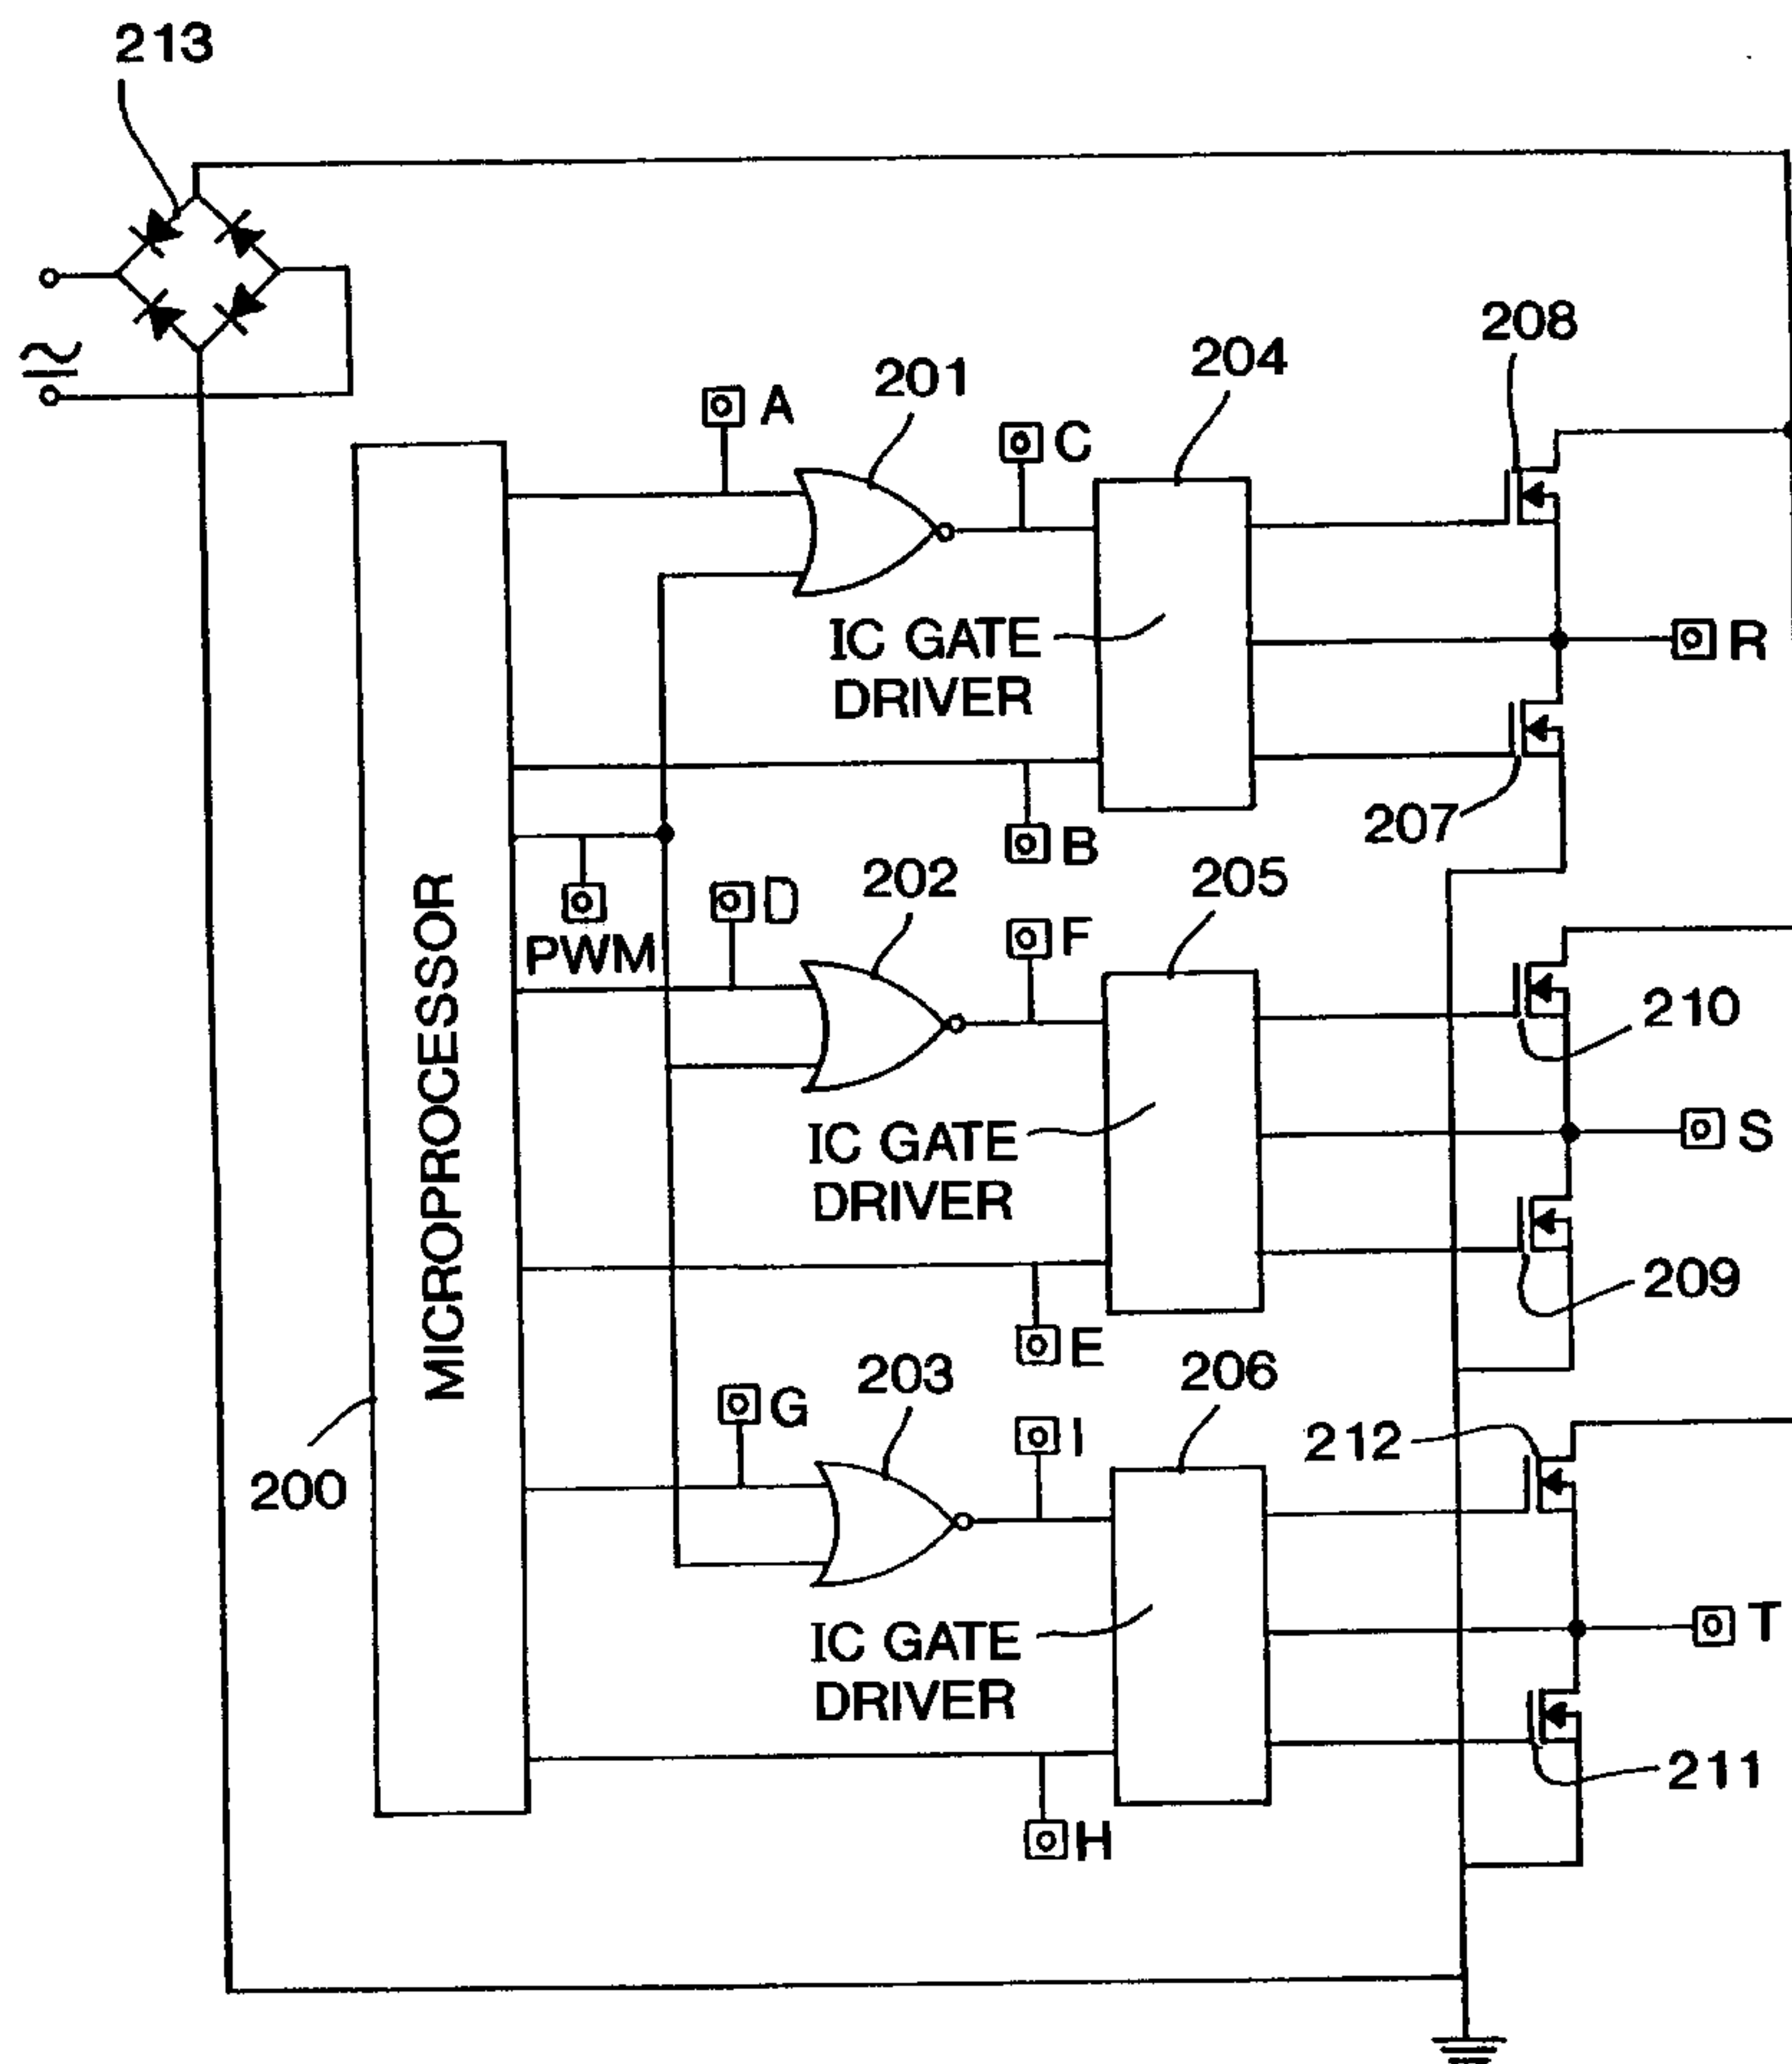 213
208
204
201
A
C
IC GATE
DRIVER
R
207
B
PWM
D
202
F
205
210
MICROPROCESSOR
IC GATE
DRIVER
S
209
E
203
206
G
I
212
200
IC GATE
DRIVER
T
211
H